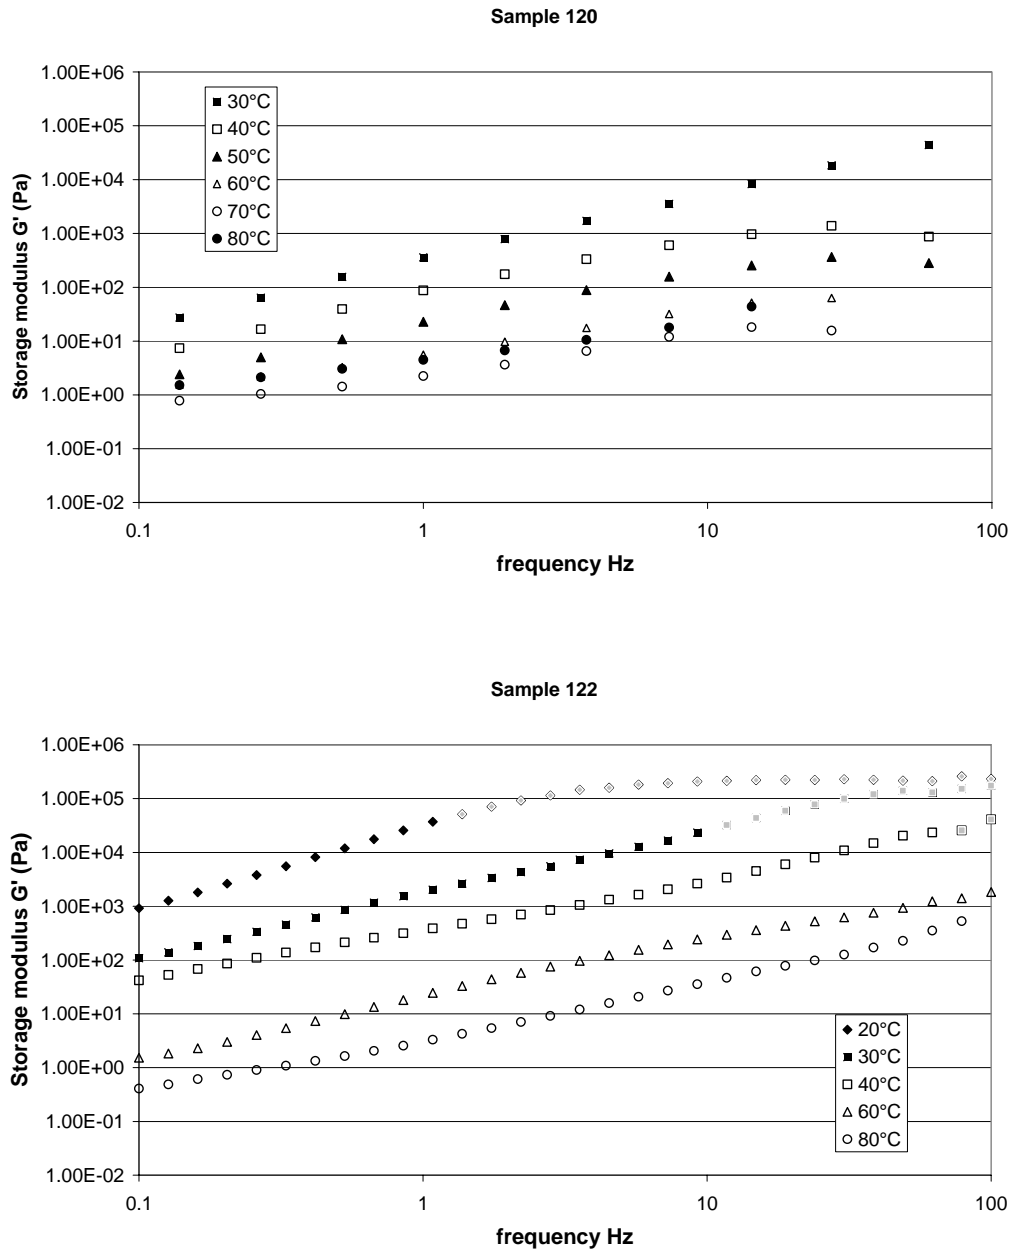 Sample 120
1.00E+06
1.00E+05
1.00E+04
1.00E+03
1.00E+02
1.00E+01
1.00E+00
1.00E-01
1.00E-02
Storage modulus G' (Pa)
30°C
40°C
50°C
60°C
70°C
80°C
0.1 1 10 100
frequency Hz
Sample 122
1.00E+06
1.00E+05
1.00E+04
1.00E+03
1.00E+02
1.00E+01
1.00E+00
1.00E-01
1.00E-02
Storage modulus G' (Pa)
20°C
30°C
40°C
60°C
80°C
0.1 1 10 100
frequency Hz